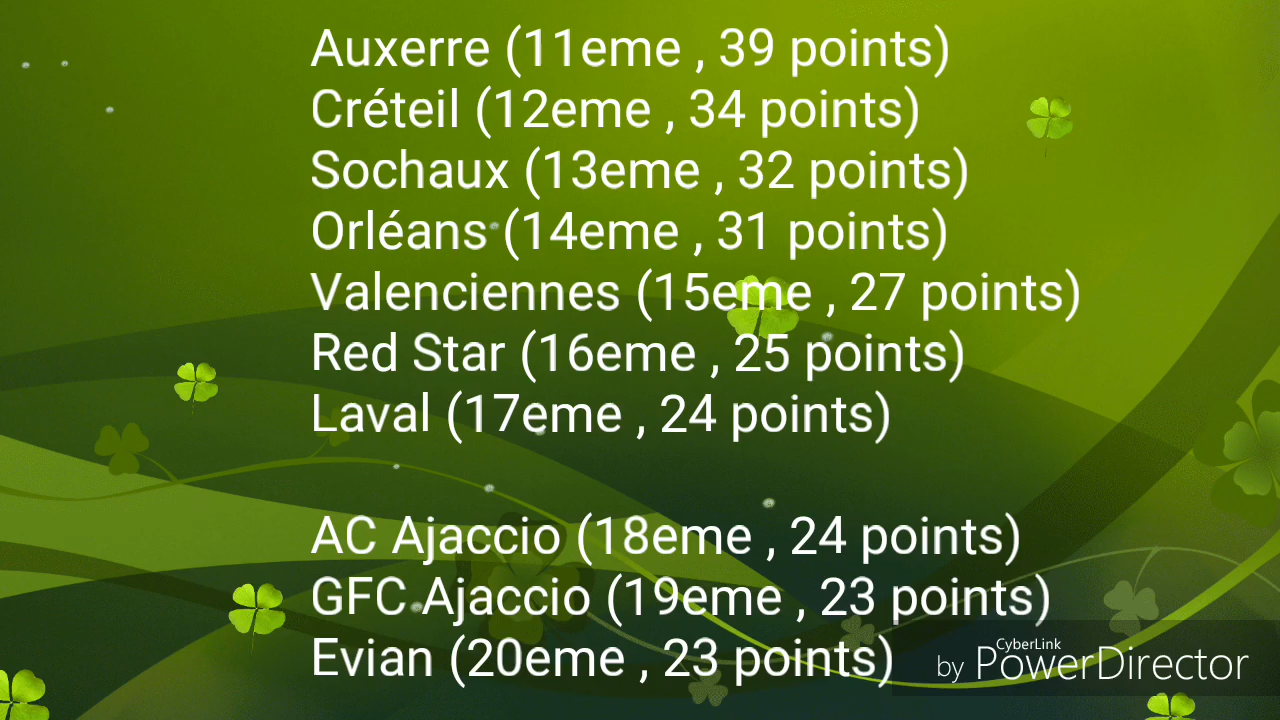 Auxerre (11eme , 39 points)
Créteil (12eme , 34 points)
Sochaux (13eme , 32 points)
Orléans (14eme , 31 points)
Valenciennes (15eme , 27 points)
Red Star (16eme , 25 points)
Laval (17eme , 24 points)
AC Ajaccio (18eme , 24 points)
GFC Ajaccio (19eme , 23 points)
Evian (20eme , 23 points)
CyberLink
by PowerDirector